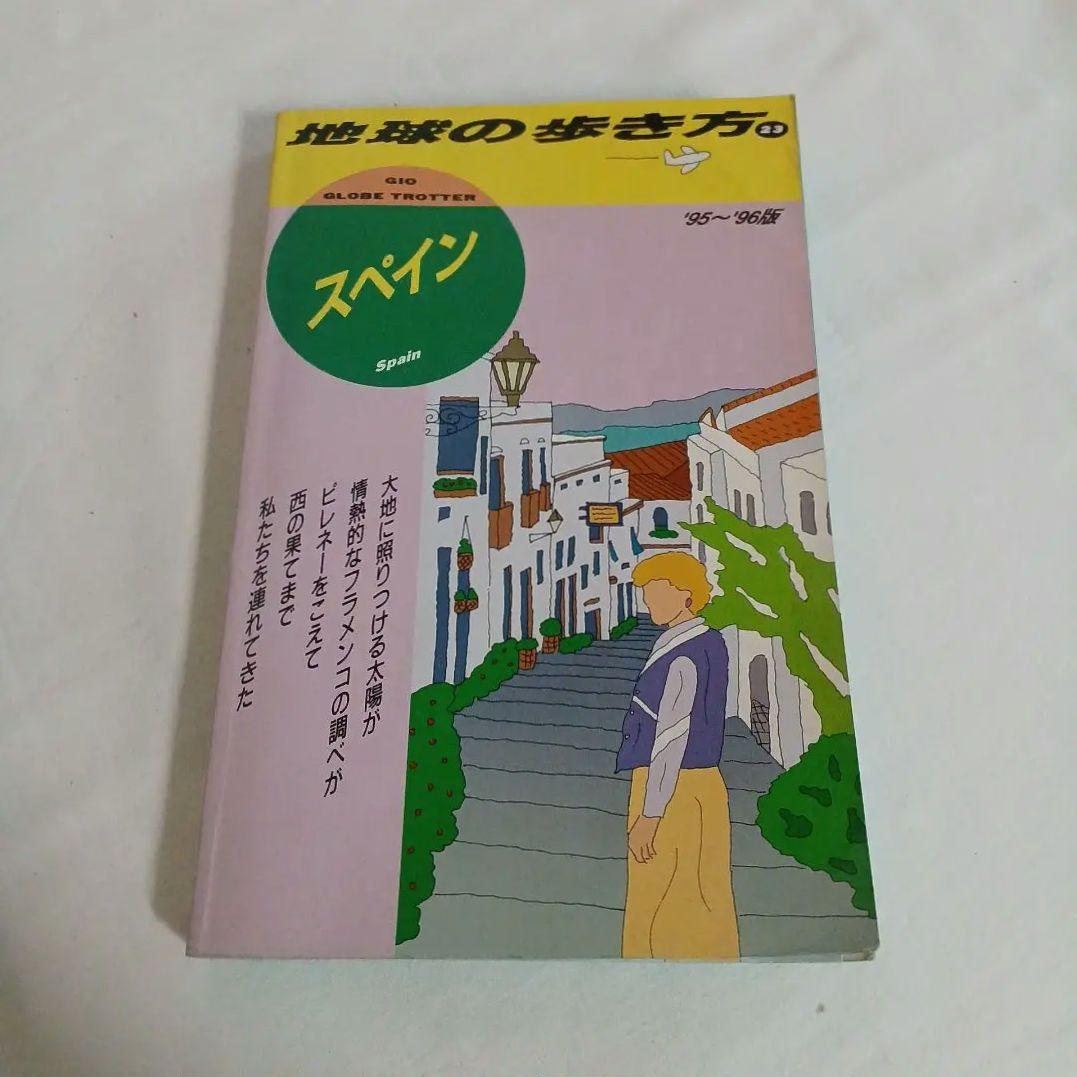 地球の歩き方 23
GIO
GLOBE TROTTER
'95〜'96版
スペイン
Spain
大地に照りつける太陽が
情熱的なフラメンコの調べが
ピレネーをこえて
西の果てまで
私たちを連れてきた